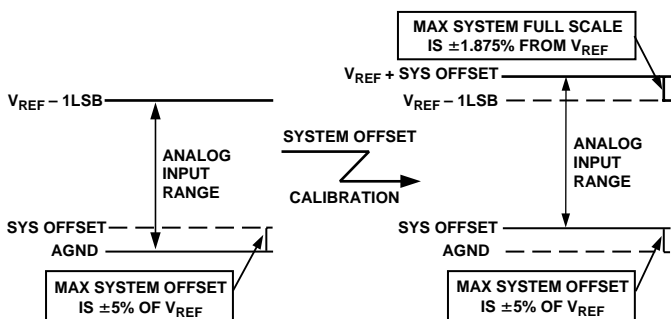 MAX SYSTEM FULL SCALE
IS ±1.875% FROM VREF
VREF + SYS OFFSET
VREF – 1LSB
VREF – 1LSB
SYSTEM OFFSET
CALIBRATION
ANALOG
INPUT
RANGE
ANALOG
INPUT
RANGE
SYS OFFSET
AGND
SYS OFFSET
AGND
MAX SYSTEM OFFSET
IS ±5% OF VREF
MAX SYSTEM OFFSET
IS ±5% OF VREF